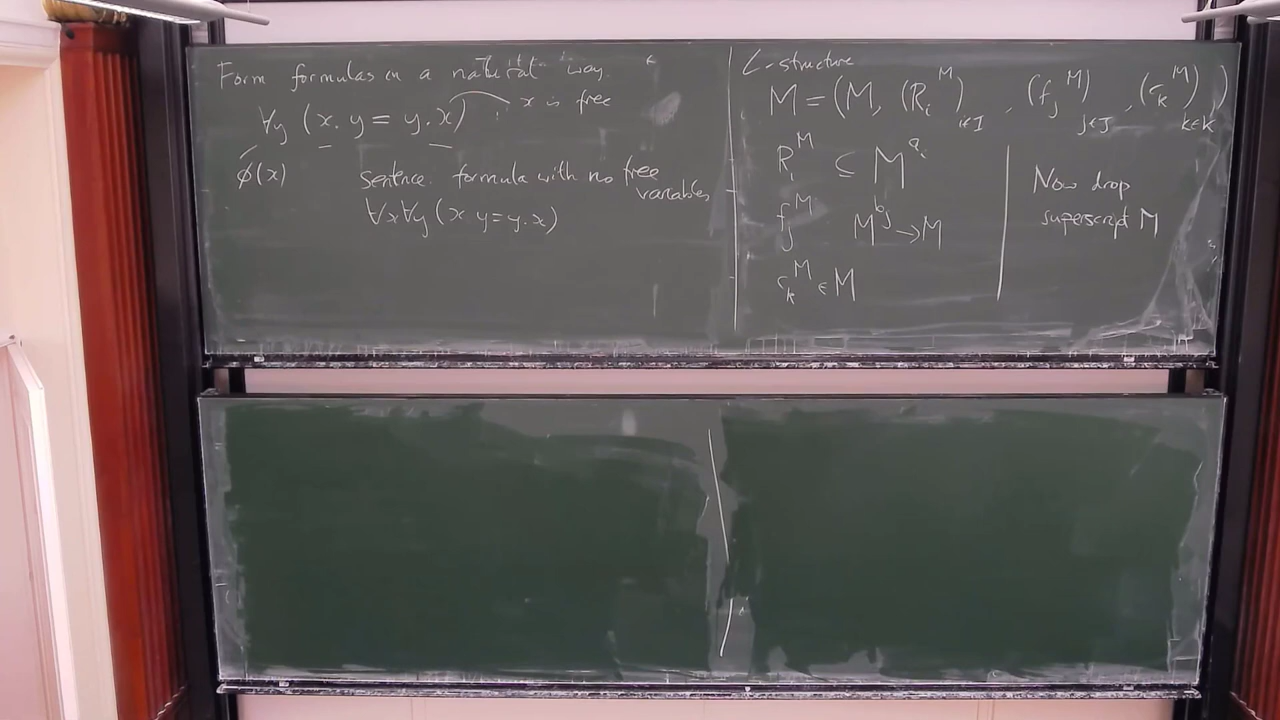 Form formulas in a natural way
∀y (x.y = y.x) x is free
φ(x) sentence: formula with no free variables
∀x∀y (x y = y.x)
L-structure
M = (M, (R_i^M)_{i∈I}, (f_j^M)_{j∈J}, (c_k^M)_{k∈K})
R_i^M ⊆ M^{a_i}
f_j^M M^{b_j} → M
c_k^M ∈ M
Now drop
superscript M